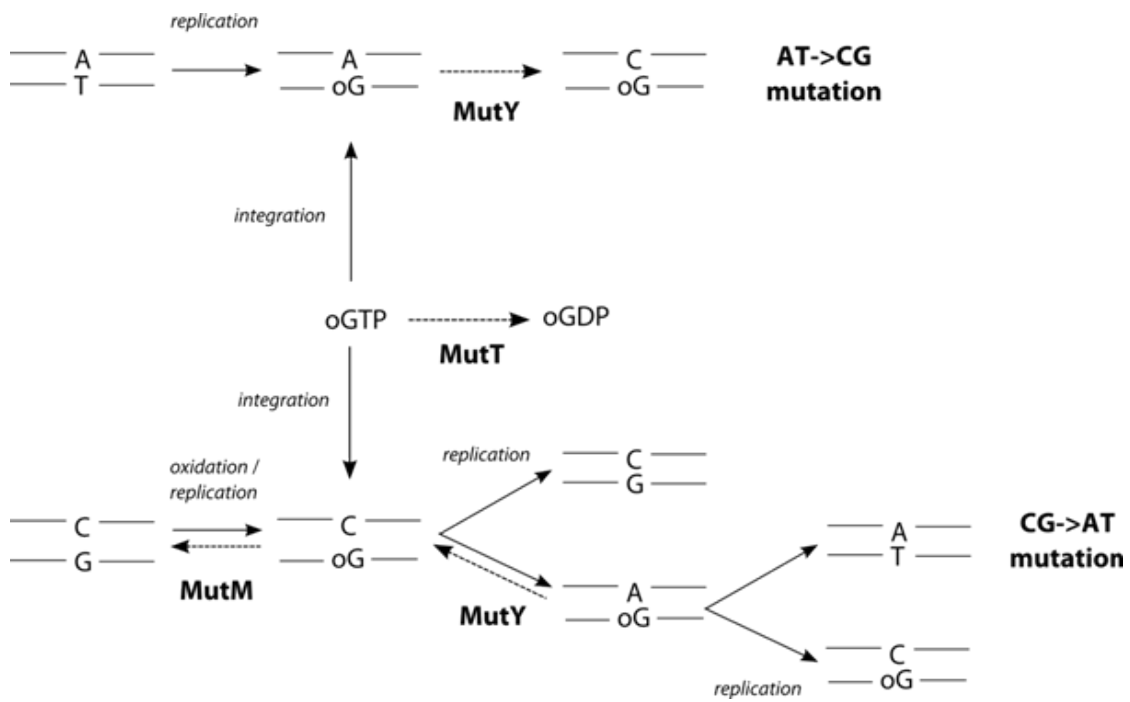 replication
A
T
A
oG
MutY
C
oG
AT->CG
mutation
integration
oGTP
MutT
oGDP
integration
oxidation /
replication
C
G
MutM
C
oG
replication
C
G
MutY
A
oG
A
T
CG->AT
mutation
replication
C
oG